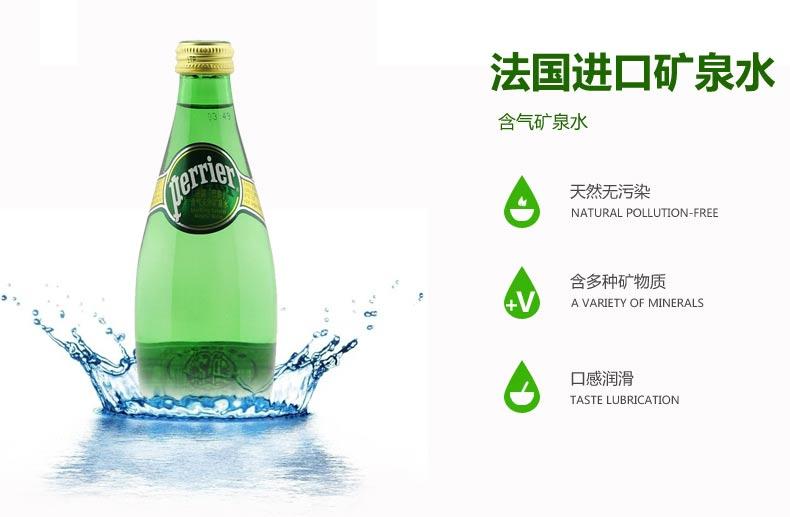 法国进口矿泉水
含气矿泉水
天然无污染
NATURAL POLLUTION-FREE
含多种矿物质
+V
A VARIETY OF MINERALS
口感润滑
TASTE LUBRICATION
perrier